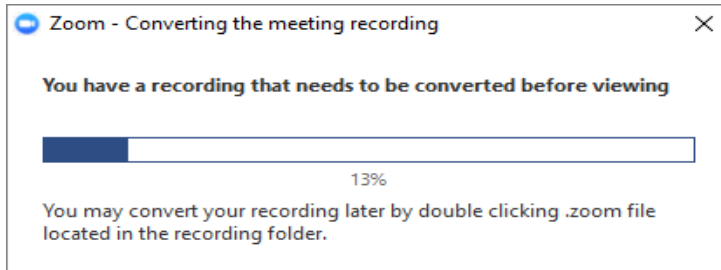 Zoom - Converting the meeting recording
You have a recording that needs to be converted before viewing
13%
You may convert your recording later by double clicking .zoom file
located in the recording folder.